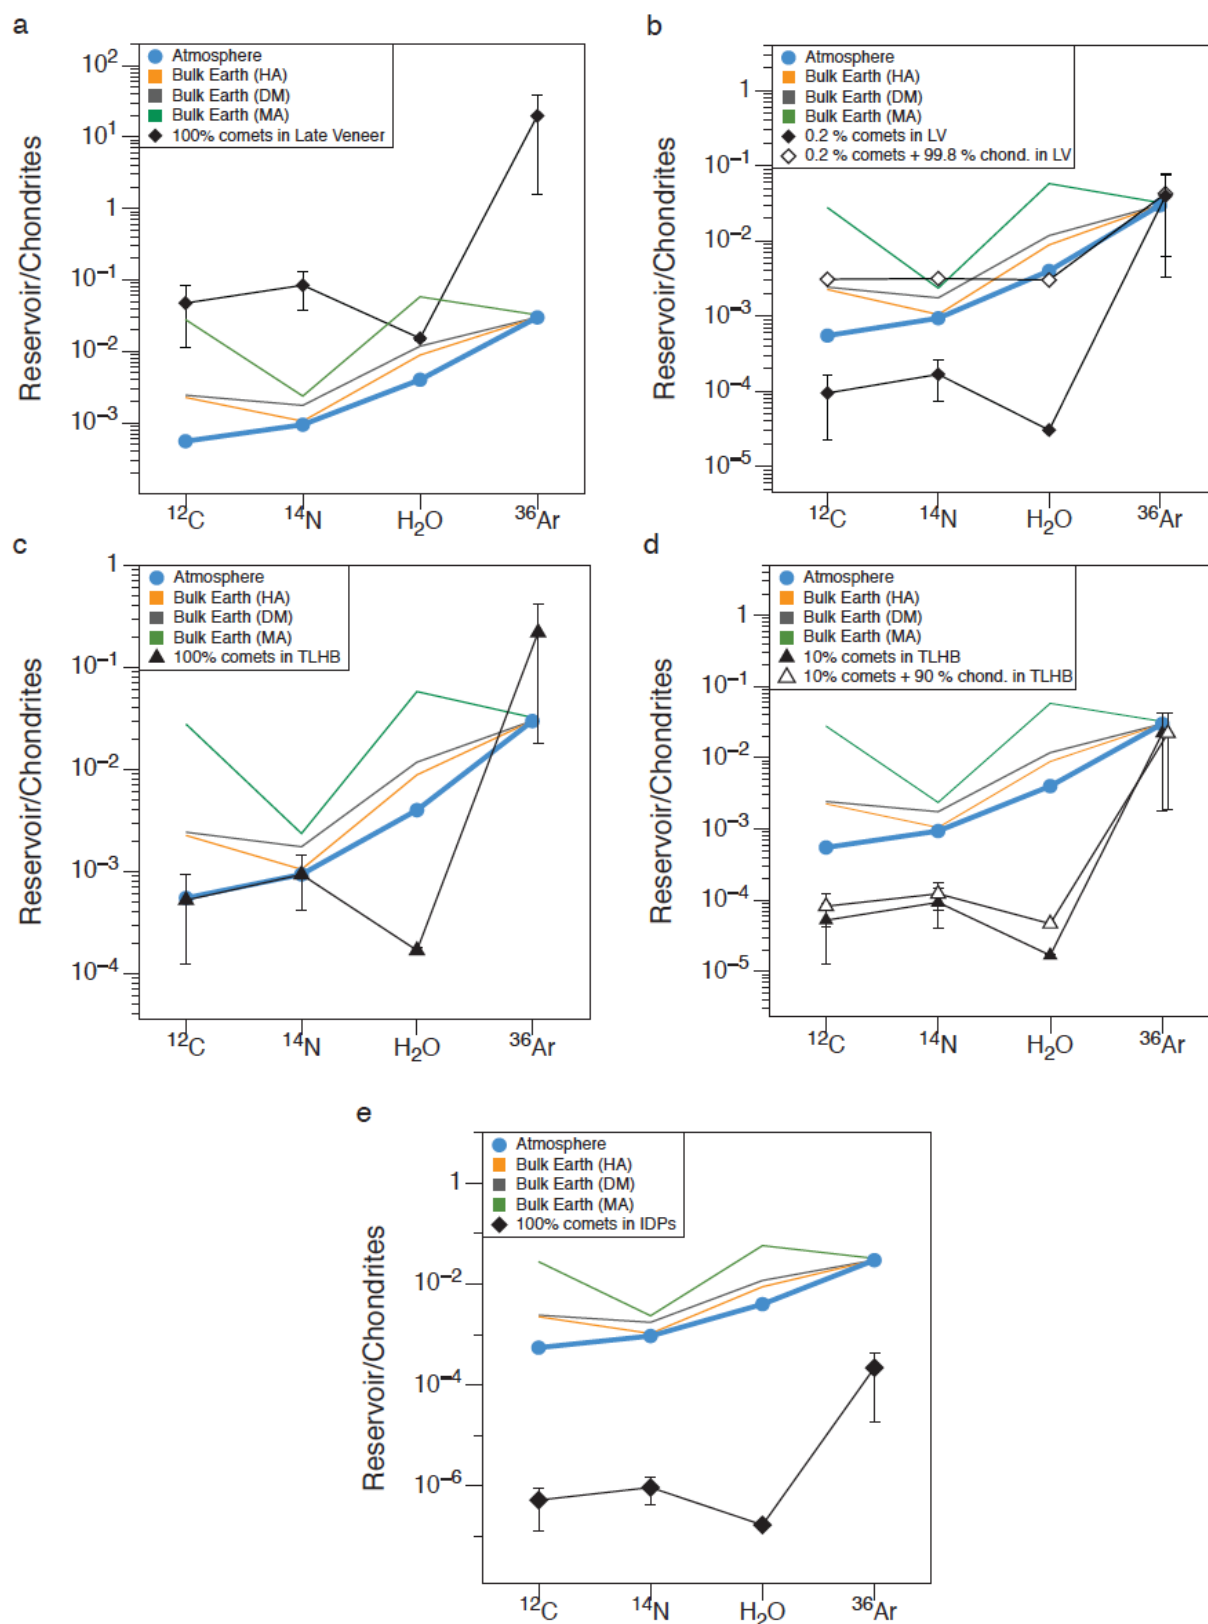 a
Reservoir/Chondrites
10² 10¹ 1 10⁻¹ 10⁻² 10⁻³
Atmosphere
Bulk Earth (HA)
Bulk Earth (DM)
Bulk Earth (MA)
100% comets in Late Veneer
¹²C ¹⁴N H₂O ³⁶Ar
b
Reservoir/Chondrites
1 10⁻¹ 10⁻² 10⁻³ 10⁻⁴ 10⁻⁵
Atmosphere
Bulk Earth (HA)
Bulk Earth (DM)
Bulk Earth (MA)
0.2 % comets in LV
0.2 % comets + 99.8 % chond. in LV
¹²C ¹⁴N H₂O ³⁶Ar
c
Reservoir/Chondrites
1 10⁻¹ 10⁻² 10⁻³ 10⁻⁴
Atmosphere
Bulk Earth (HA)
Bulk Earth (DM)
Bulk Earth (MA)
100% comets in TLHB
¹²C ¹⁴N H₂O ³⁶Ar
d
Reservoir/Chondrites
1 10⁻¹ 10⁻² 10⁻³ 10⁻⁴ 10⁻⁵
Atmosphere
Bulk Earth (HA)
Bulk Earth (DM)
Bulk Earth (MA)
10% comets in TLHB
10% comets + 90 % chond. in TLHB
¹²C ¹⁴N H₂O ³⁶Ar
e
Reservoir/Chondrites
1 10⁻² 10⁻⁴ 10⁻⁶
Atmosphere
Bulk Earth (HA)
Bulk Earth (DM)
Bulk Earth (MA)
100% comets in IDPs
¹²C ¹⁴N H₂O ³⁶Ar